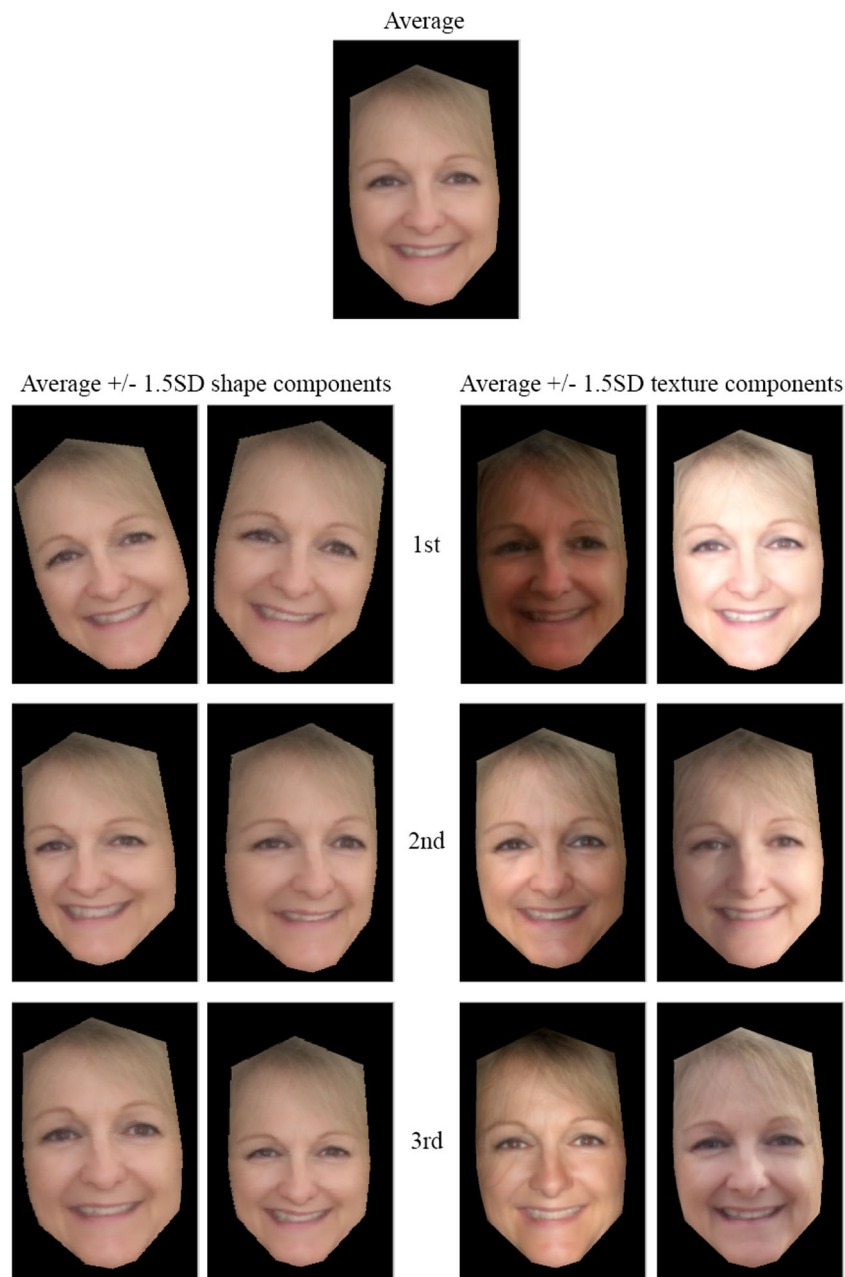 Average
Average +/- 1.5SD shape components
Average +/- 1.5SD texture components
1st
2nd
3rd